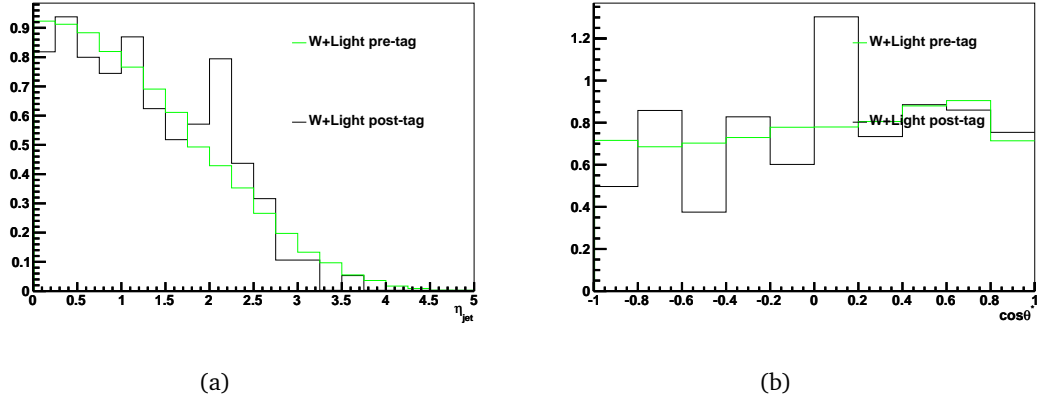 0.9
0.8
0.7
0.6
0.5
0.4
0.3
0.2
0.1
0
W+Light pre-tag
W+Light post-tag
0 0.5 1 1.5 2 2.5 3 3.5 4 4.5 5
η_jet
(a)
1.2
1
0.8
0.6
0.4
0.2
0
W+Light pre-tag
W+Light post-tag
-1 -0.8 -0.6 -0.4 -0.2 0 0.2 0.4 0.6 0.8 1
cosθ*
(b)